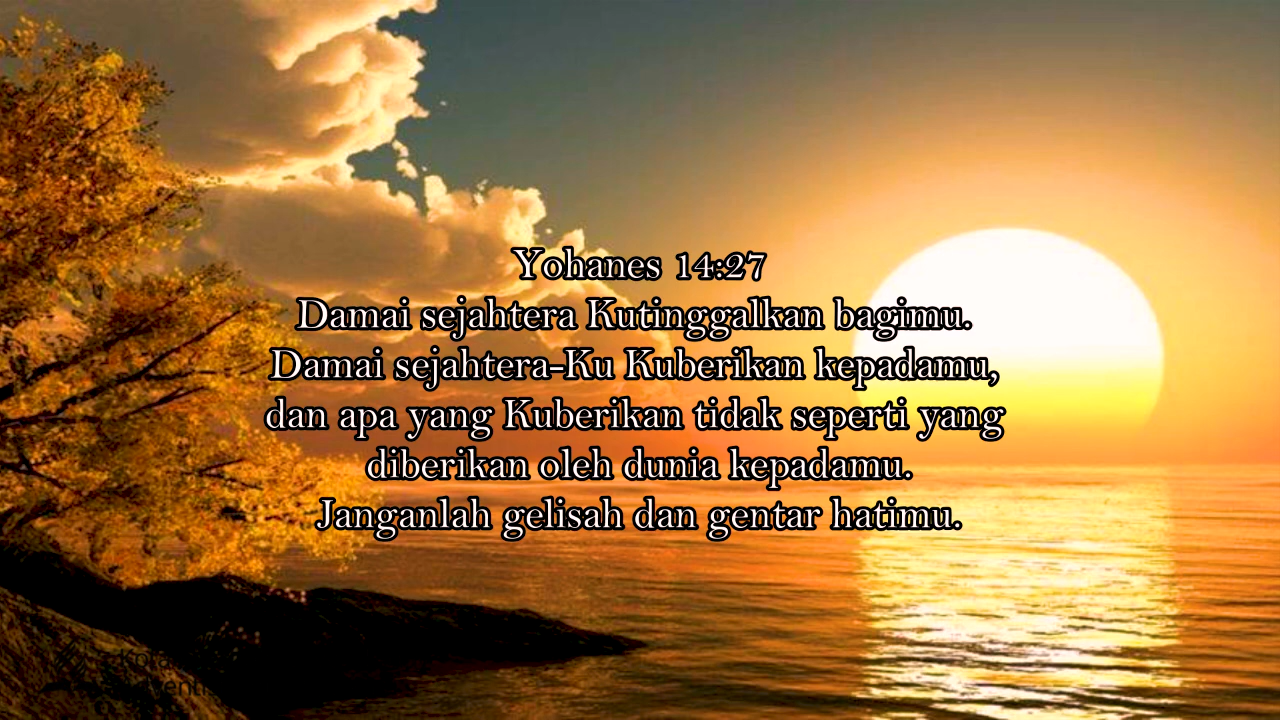 Yohanes 14:27
Damai sejahtera Kutinggalkan bagimu.
Damai sejahtera-Ku Kuberikan kepadamu,
dan apa yang Kuberikan tidak seperti yang
diberikan oleh dunia kepadamu.
Janganlah gelisah dan gentar hatimu.